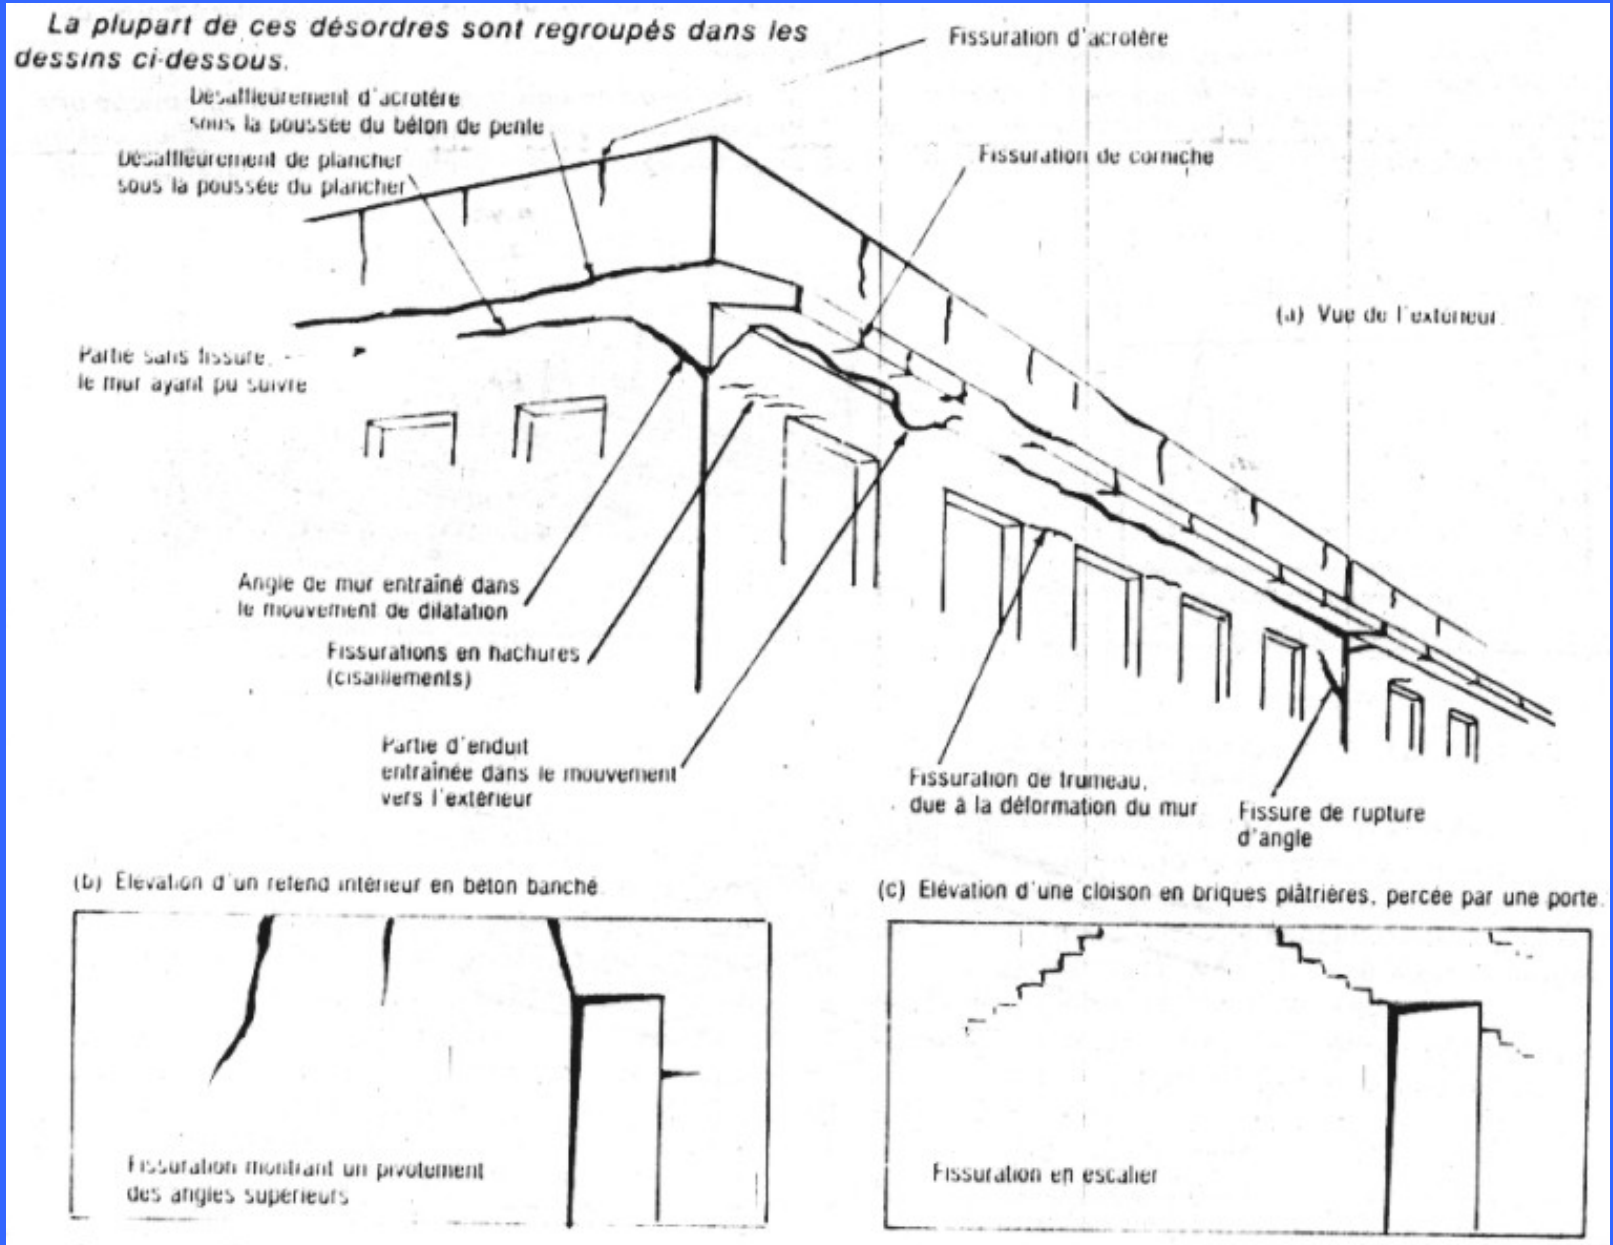 La plupart de ces désordres sont regroupés dans les
dessins ci-dessous.
Fissuration d'acrotère
Désaffleurement d'acrotère
sous la poussée du béton de pente
Désaffleurement de plancher
sous la poussée du plancher
Fissuration de corniche
(a) Vue de l'extérieur.
Partie sans fissure,
le mur ayant pu suivre
Angle de mur entraîné dans
le mouvement de dilatation
Fissurations en hachures
(cisaillements)
Partie d'enduit
entraînée dans le mouvement
vers l'extérieur
Fissuration de trumeau,
due à la déformation du mur
Fissure de rupture
d'angle
(b) Elévation d'un refend intérieur en béton banché.
(c) Elévation d'une cloison en briques plâtrières, percée par une porte.
Fissuration montrant un pivotement
des angles supérieurs
Fissuration en escalier